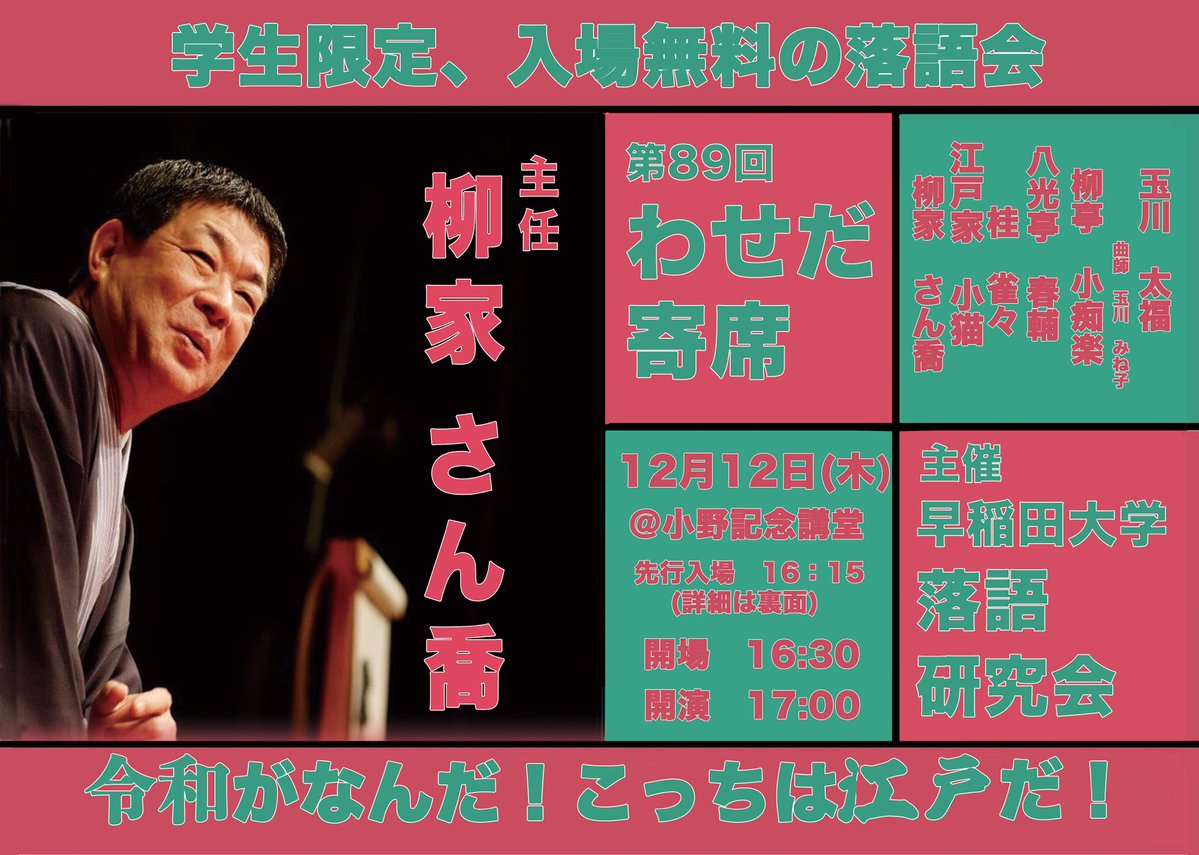 学生限定、入場無料の落語会
主任
柳家 さん喬
第89回
わせだ
寄席
玉川 太福
曲師 玉川 みね子
柳亭 小痴楽
八光亭 春輔
桂 雀々
江戸家 小猫
柳家 さん喬
12月12日(木)
@小野記念講堂
先行入場 16:15
(詳細は裏面)
開場 16:30
開演 17:00
主催
早稲田大学
落語
研究会
令和がなんだ!こっちは江戸だ!